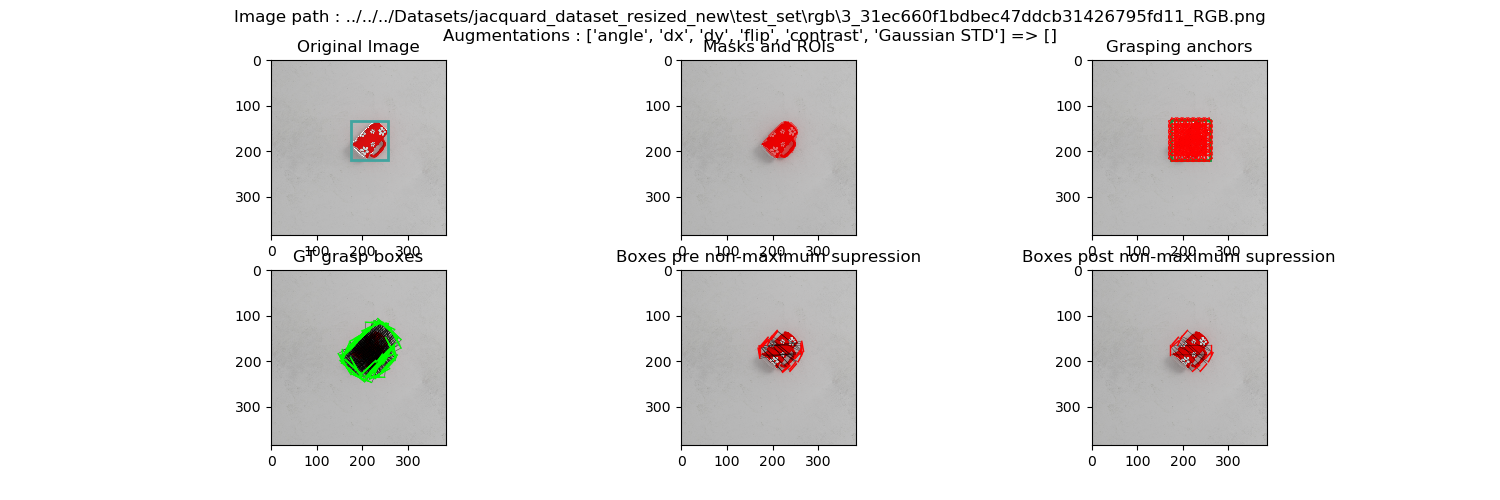 Image path : ../../../Datasets/jacquard_dataset_resized_new\test_set\rgb\3_31ec660f1bdbec47ddcb31426795fd11_RGB.png
Augmentations : ['angle', 'dx', 'dy', 'flip', 'contrast', 'Gaussian STD'] => []
Original Image
0
100
200
300
0 100 200 300
Masks and ROIs
0
100
200
300
0 100 200 300
Grasping anchors
0
100
200
300
0 100 200 300
GT grasp boxes
0
100
200
300
0 100 200 300
Boxes pre non-maximum supression
0
100
200
300
0 100 200 300
Boxes post non-maximum supression
0
100
200
300
0 100 200 300